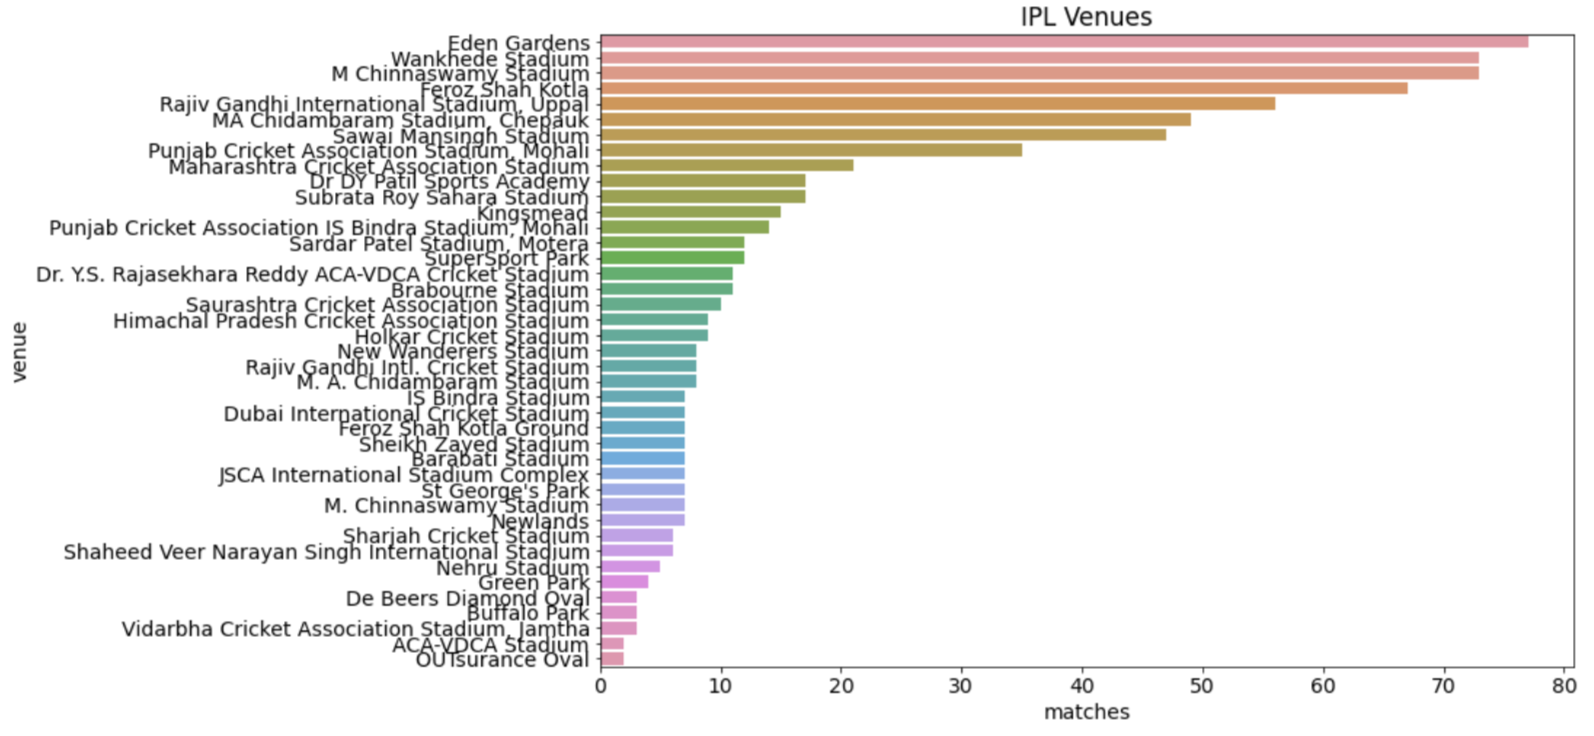 IPL Venues
Eden Gardens
Wankhede Stadium
M Chinnaswamy Stadium
Feroz Shah Kotla
Rajiv Gandhi International Stadium, Uppal
MA Chidambaram Stadium, Chepauk
Sawai Mansingh Stadium
Punjab Cricket Association Stadium, Mohali
Maharashtra Cricket Association Stadium
Dr DY Patil Sports Academy
Subrata Roy Sahara Stadium
Kingsmead
Punjab Cricket Association IS Bindra Stadium, Mohali
Sardar Patel Stadium, Motera
SuperSport Park
Dr. Y.S. Rajasekhara Reddy ACA-VDCA Cricket Stadium
Brabourne Stadium
Saurashtra Cricket Association Stadium
Himachal Pradesh Cricket Association Stadium
Holkar Cricket Stadium
New Wanderers Stadium
Rajiv Gandhi Intl. Cricket Stadium
M. A. Chidambaram Stadium
IS Bindra Stadium
Dubai International Cricket Stadium
Feroz Shah Kotla Ground
Sheikh Zayed Stadium
Barabati Stadium
JSCA International Stadium Complex
St George's Park
M. Chinnaswamy Stadium
Newlands
Sharjah Cricket Stadium
Shaheed Veer Narayan Singh International Stadium
Nehru Stadium
Green Park
De Beers Diamond Oval
Buffalo Park
Vidarbha Cricket Association Stadium, Jamtha
ACA-VDCA Stadium
OUTsurance Oval
venue
0 10 20 30 40 50 60 70 80
matches